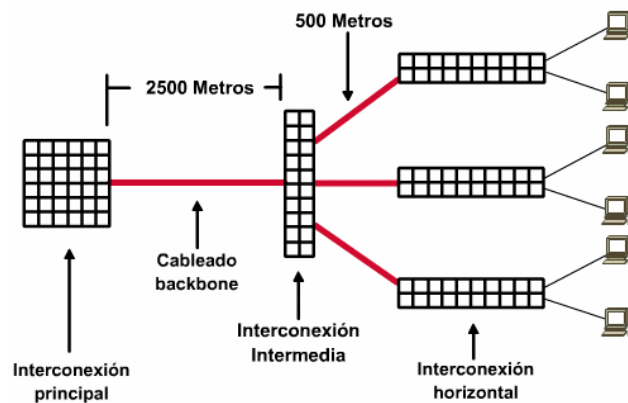 500 Metros
2500 Metros
Cableado
backbone
Interconexión
Intermedia
Interconexión
principal
Interconexión
horizontal